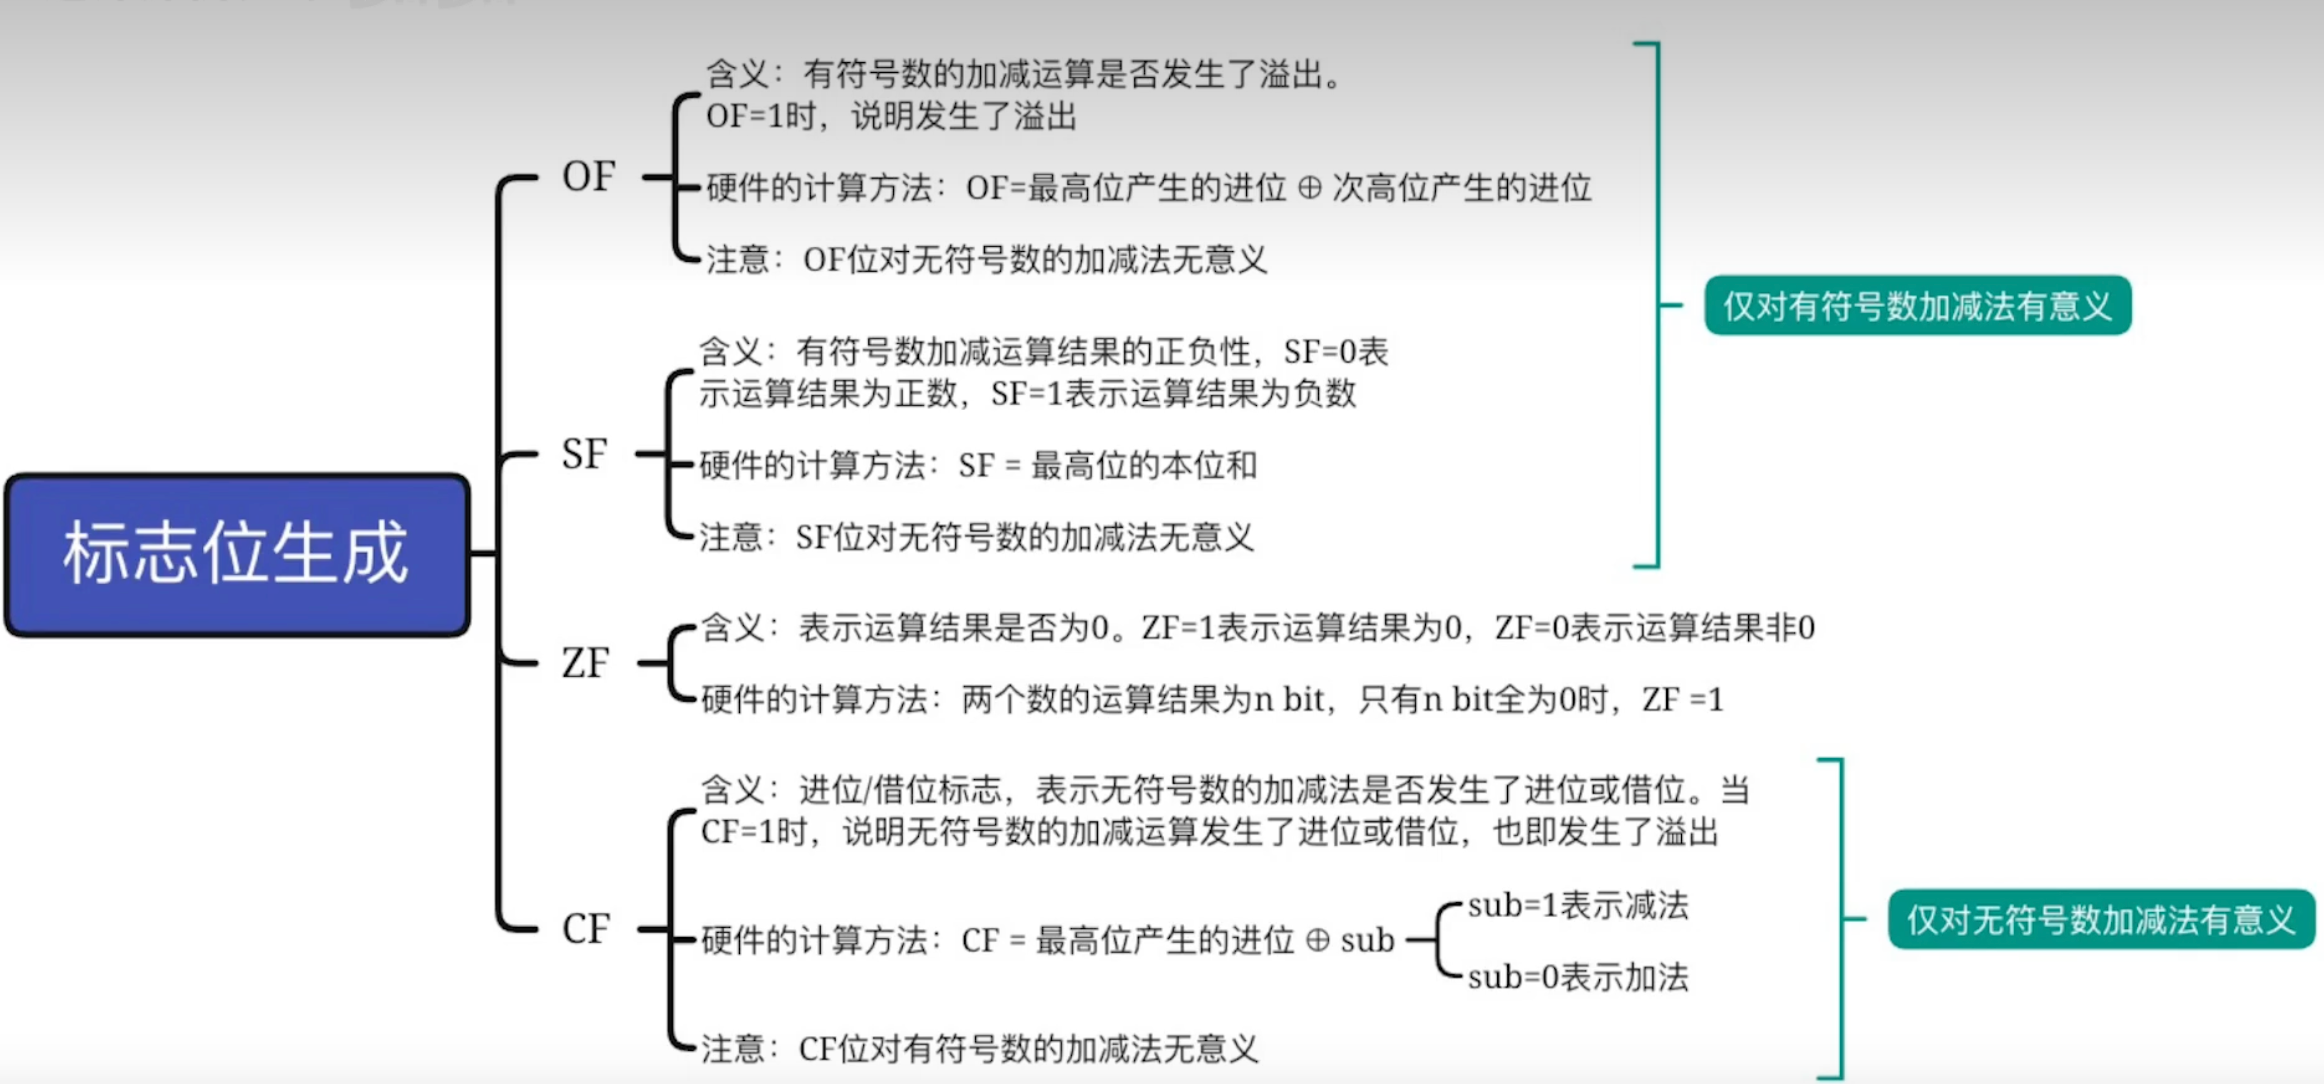 标志位生成
OF
含义：有符号数的加减运算是否发生了溢出。
OF=1时，说明发生了溢出
硬件的计算方法：OF=最高位产生的进位 ⊕ 次高位产生的进位
注意：OF位对无符号数的加减法无意义
SF
含义：有符号数加减运算结果的正负性，SF=0表
示运算结果为正数，SF=1表示运算结果为负数
硬件的计算方法：SF = 最高位的本位和
注意：SF位对无符号数的加减法无意义
仅对有符号数加减法有意义
ZF
含义：表示运算结果是否为0。ZF=1表示运算结果为0，ZF=0表示运算结果非0
硬件的计算方法：两个数的运算结果为n bit，只有n bit全为0时，ZF =1
CF
含义：进位/借位标志，表示无符号数的加减法是否发生了进位或借位。当
CF=1时，说明无符号数的加减运算发生了进位或借位，也即发生了溢出
硬件的计算方法：CF = 最高位产生的进位 ⊕ sub
sub=1表示减法
sub=0表示加法
注意：CF位对有符号数的加减法无意义
仅对无符号数加减法有意义